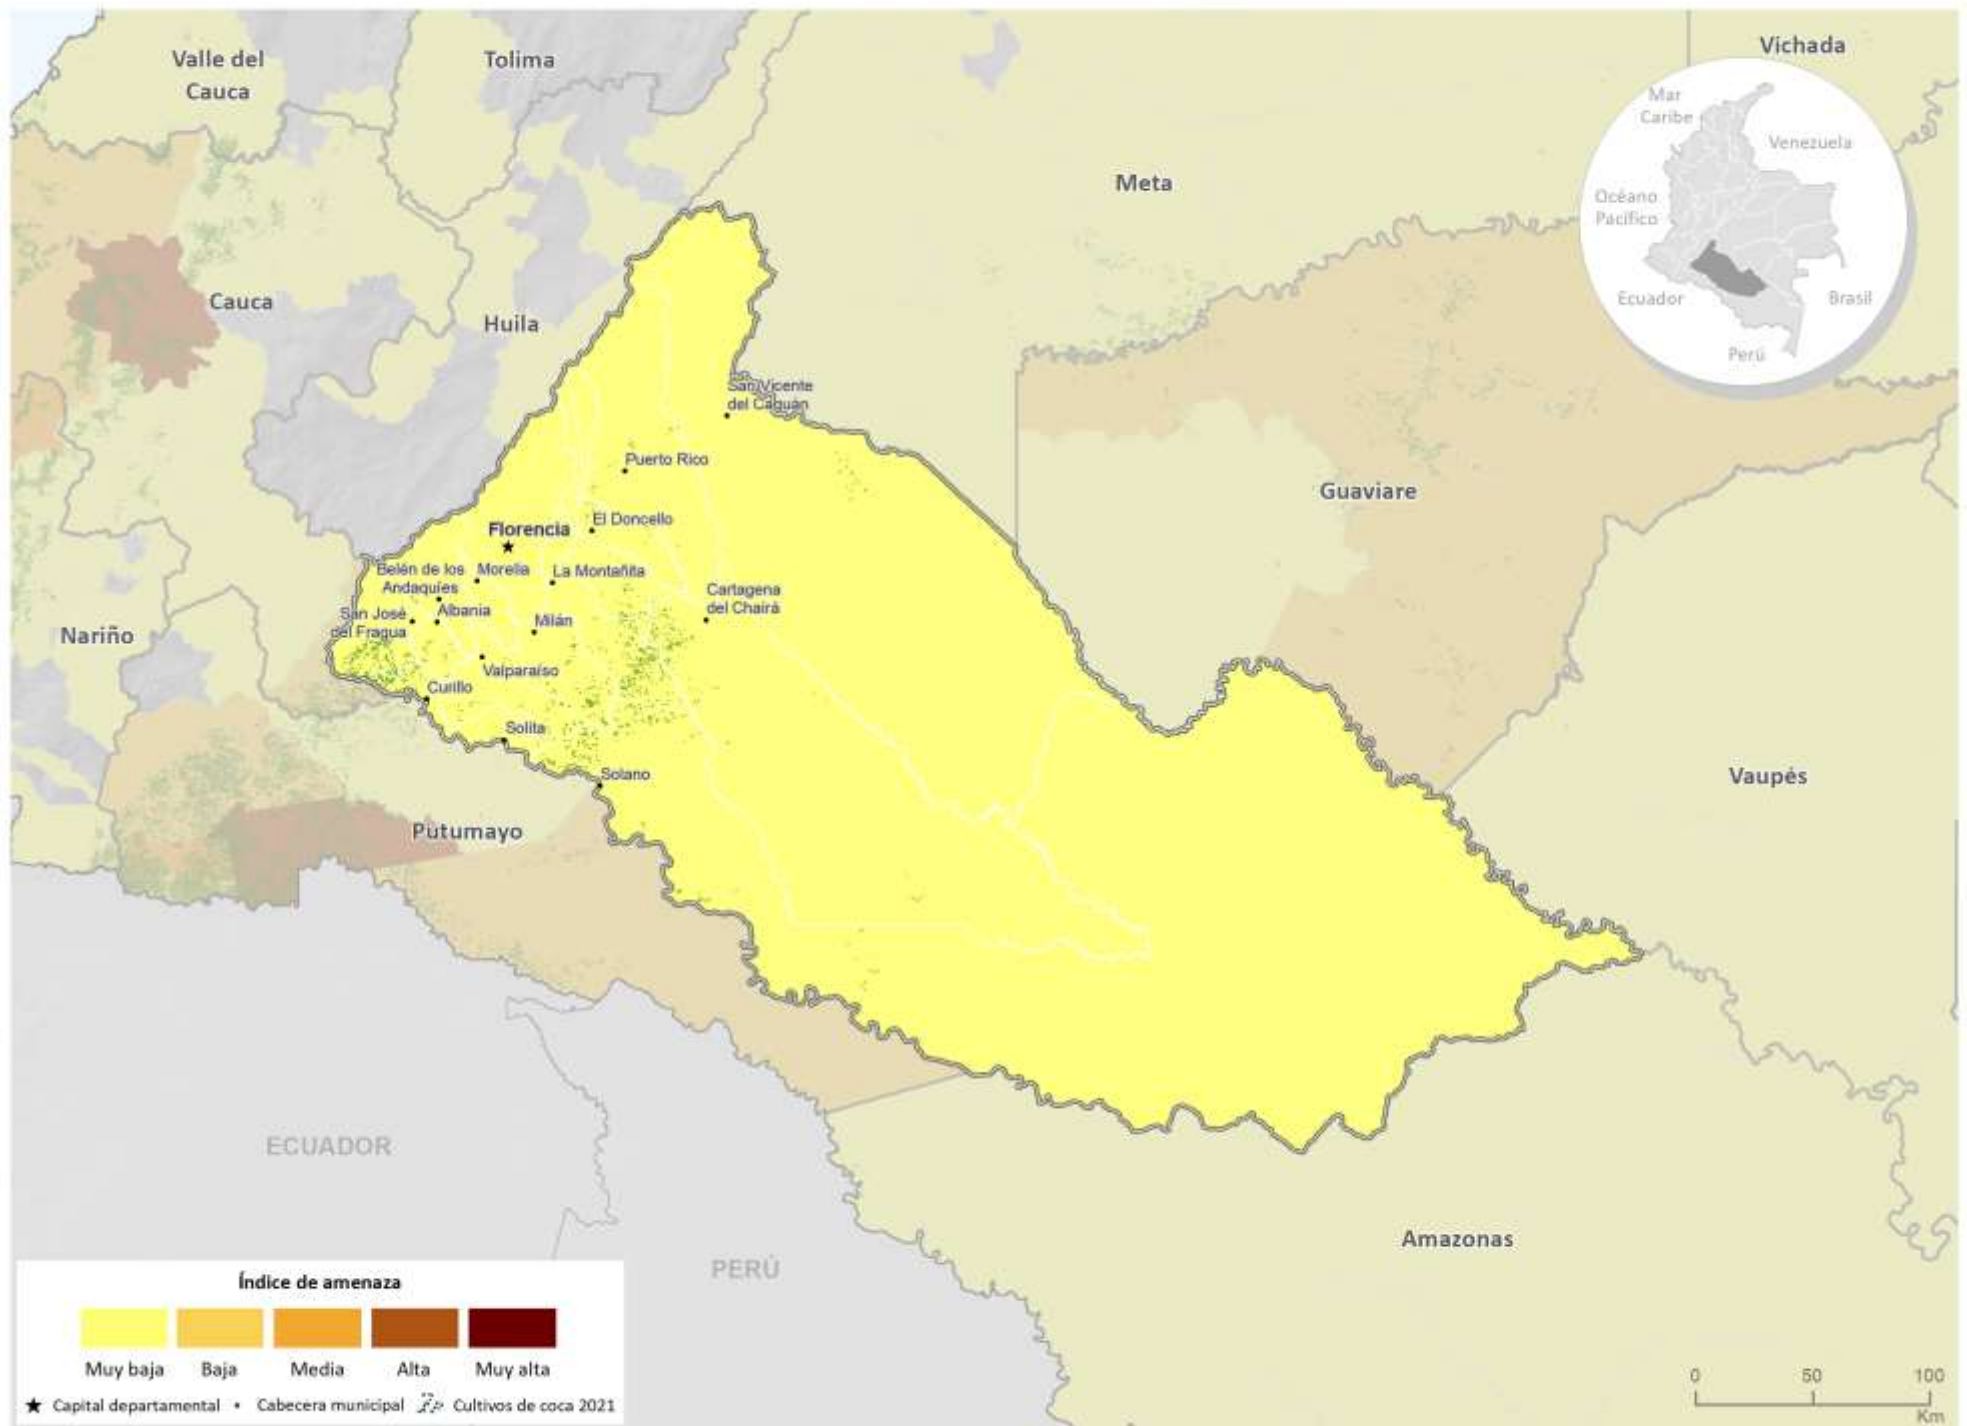 Valle del
Cauca
Tolima
Vichada
Mar
Caribe
Venezuela
Meta
Océano
Pacífico
Cauca
Huila
Ecuador
Brasil
Perú
San Vicente
del Caguán
Puerto Rico
Guaviare
El Doncello
Florencia
Belén de los
Andaquíes
Morelia
La Montañita
Cartagena
del Chairá
San José
del Fragua
Albania
Milán
Nariño
Valparaíso
Curillo
Solita
Solano
Vaupés
Putumayo
ECUADOR
PERÚ
Amazonas
Índice de amenaza
Muy baja
Baja
Media
Alta
Muy alta
Capital departamental
Cabecera municipal
Cultivos de coca 2021
0 50 100
Km